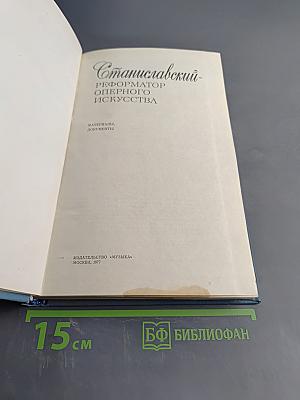 Станиславский-
РЕФОРМАТОР
ОПЕРНОГО
ИСКУССТВА
МАТЕРИАЛЫ,
ДОКУМЕНТЫ
ИЗДАТЕЛЬСТВО «МУЗЫКА»
МОСКВА, 1977
15 см
БФ БИБЛИОФАН